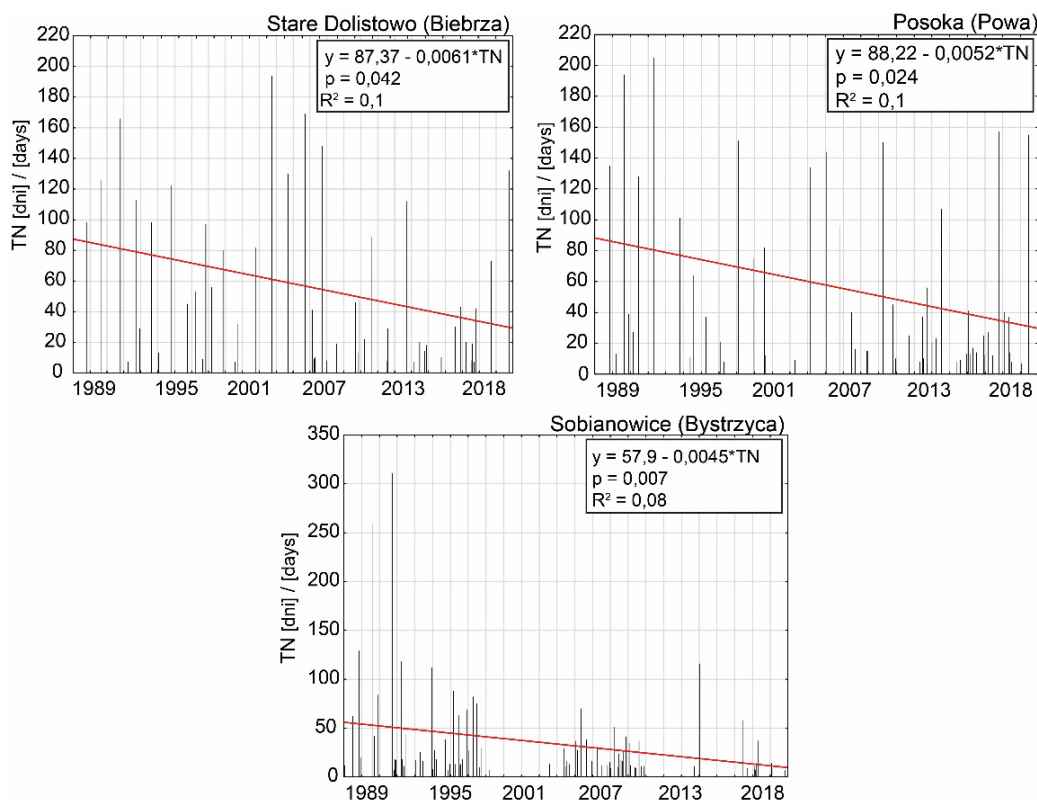 Stare Dolistowo (Biebrza)
y = 87,37 - 0,0061*TN
p = 0,042
R² = 0,1
TN [dni] / [days]
220
200
180
160
140
120
100
80
60
40
20
0
1989 1995 2001 2007 2013 2018
Posoka (Powa)
y = 88,22 - 0,0052*TN
p = 0,024
R² = 0,1
TN [dni] / [days]
220
200
180
160
140
120
100
80
60
40
20
0
1989 1995 2001 2007 2013 2018
Sobianowice (Bystrzyca)
y = 57,9 - 0,0045*TN
p = 0,007
R² = 0,08
TN [dni] / [days]
350
300
250
200
150
100
50
0
1989 1995 2001 2007 2013 2018